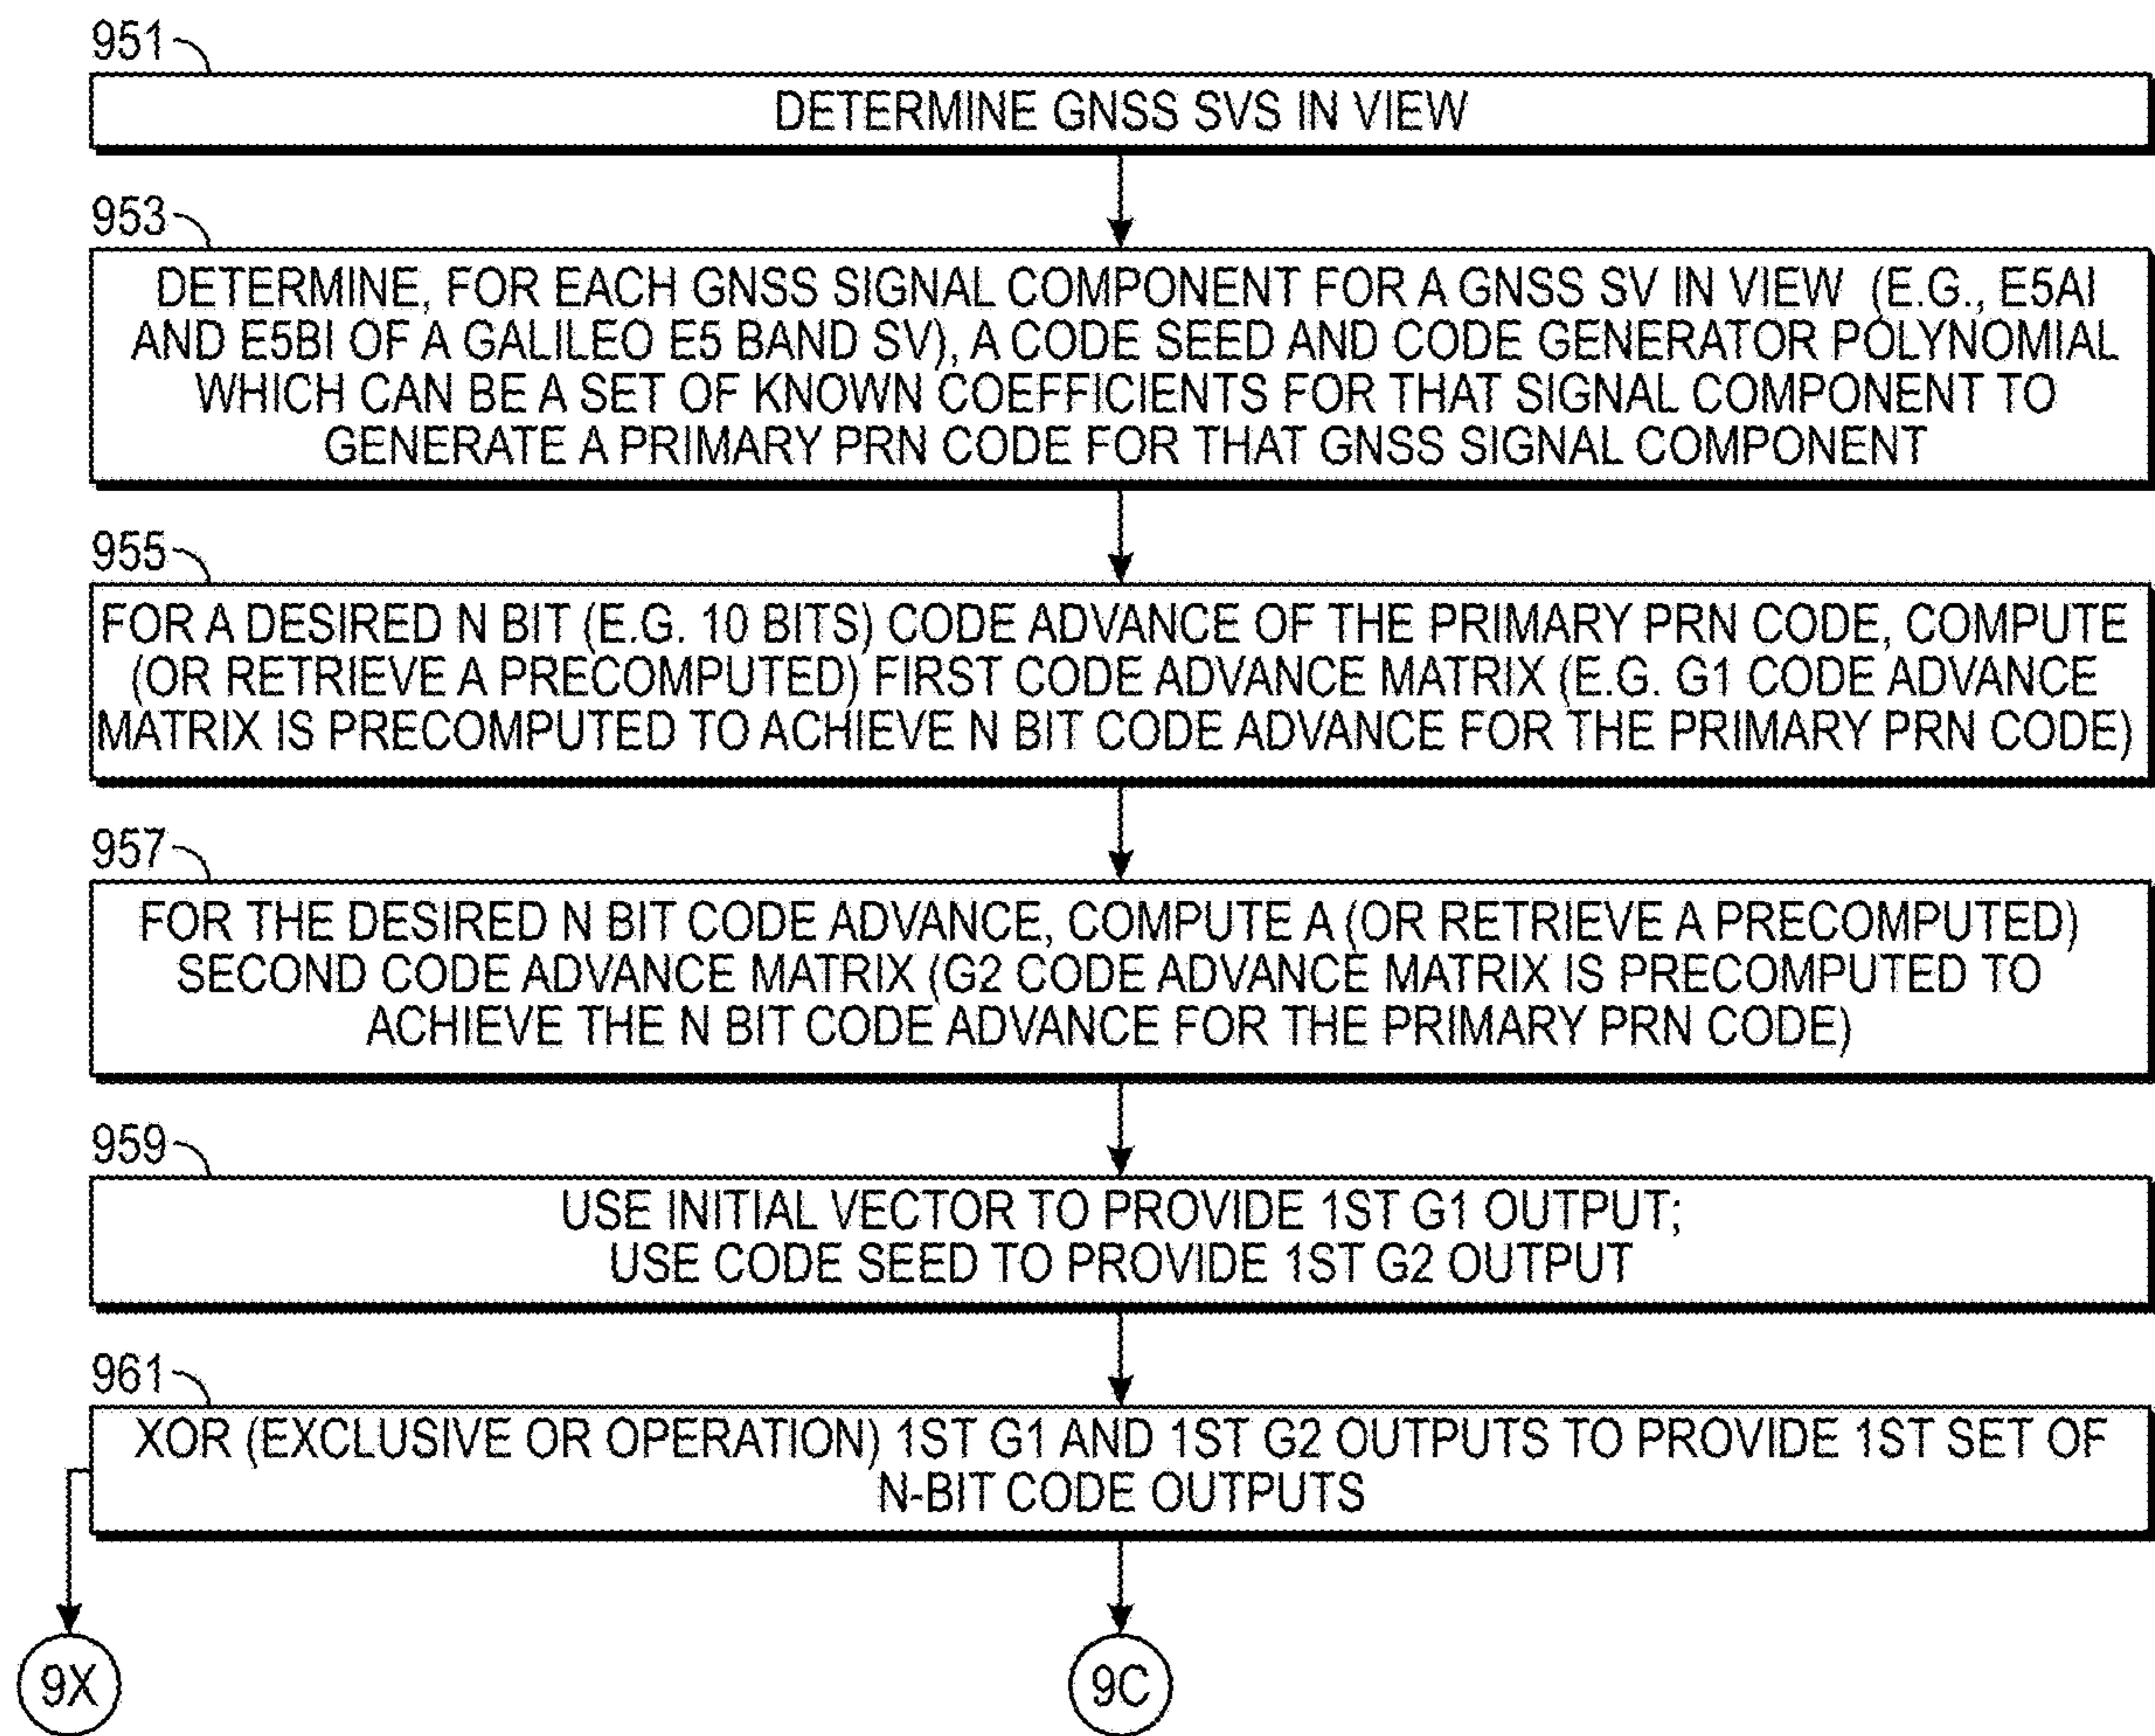 951
DETERMINE GNSS SVS IN VIEW
953
DETERMINE, FOR EACH GNSS SIGNAL COMPONENT FOR A GNSS SV IN VIEW (E.G., E5AI
AND E5BI OF A GALILEO E5 BAND SV), A CODE SEED AND CODE GENERATOR POLYNOMIAL
WHICH CAN BE A SET OF KNOWN COEFFICIENTS FOR THAT SIGNAL COMPONENT TO
GENERATE A PRIMARY PRN CODE FOR THAT GNSS SIGNAL COMPONENT
955
FOR A DESIRED N BIT (E.G. 10 BITS) CODE ADVANCE OF THE PRIMARY PRN CODE, COMPUTE
(OR RETRIEVE A PRECOMPUTED) FIRST CODE ADVANCE MATRIX (E.G. G1 CODE ADVANCE
MATRIX IS PRECOMPUTED TO ACHIEVE N BIT CODE ADVANCE FOR THE PRIMARY PRN CODE)
957
FOR THE DESIRED N BIT CODE ADVANCE, COMPUTE A (OR RETRIEVE A PRECOMPUTED)
SECOND CODE ADVANCE MATRIX (G2 CODE ADVANCE MATRIX IS PRECOMPUTED TO
ACHIEVE THE N BIT CODE ADVANCE FOR THE PRIMARY PRN CODE)
959
USE INITIAL VECTOR TO PROVIDE 1ST G1 OUTPUT;
USE CODE SEED TO PROVIDE 1ST G2 OUTPUT
961
XOR (EXCLUSIVE OR OPERATION) 1ST G1 AND 1ST G2 OUTPUTS TO PROVIDE 1ST SET OF
N-BIT CODE OUTPUTS
9X
9C